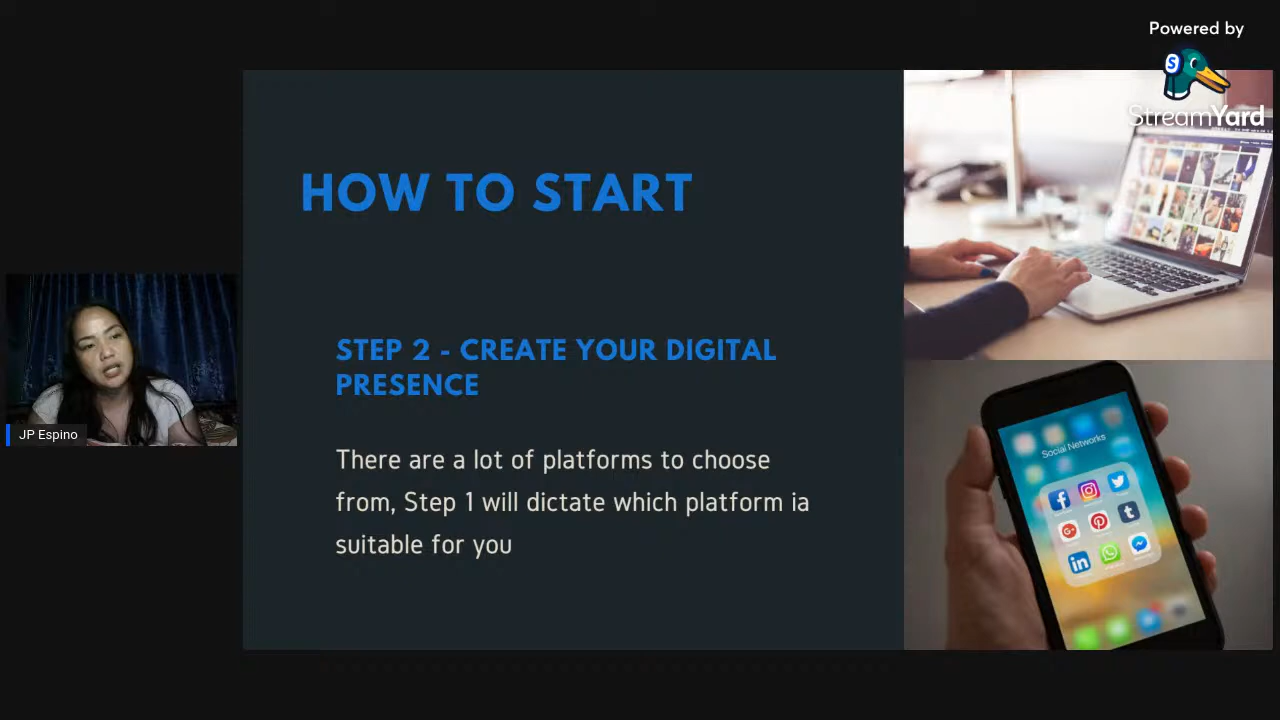 Powered by
StreamYard
HOW TO START
STEP 2 - CREATE YOUR DIGITAL
PRESENCE
There are a lot of platforms to choose
from, Step 1 will dictate which platform ia
suitable for you
JP Espino
Social Networks